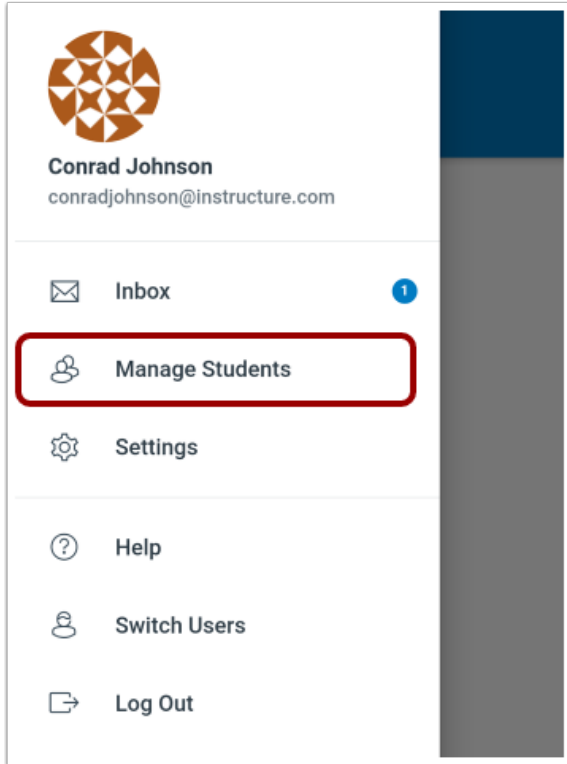 Conrad Johnson
conradjohnson@instructure.com
Inbox 1
Manage Students
Settings
Help
Switch Users
Log Out